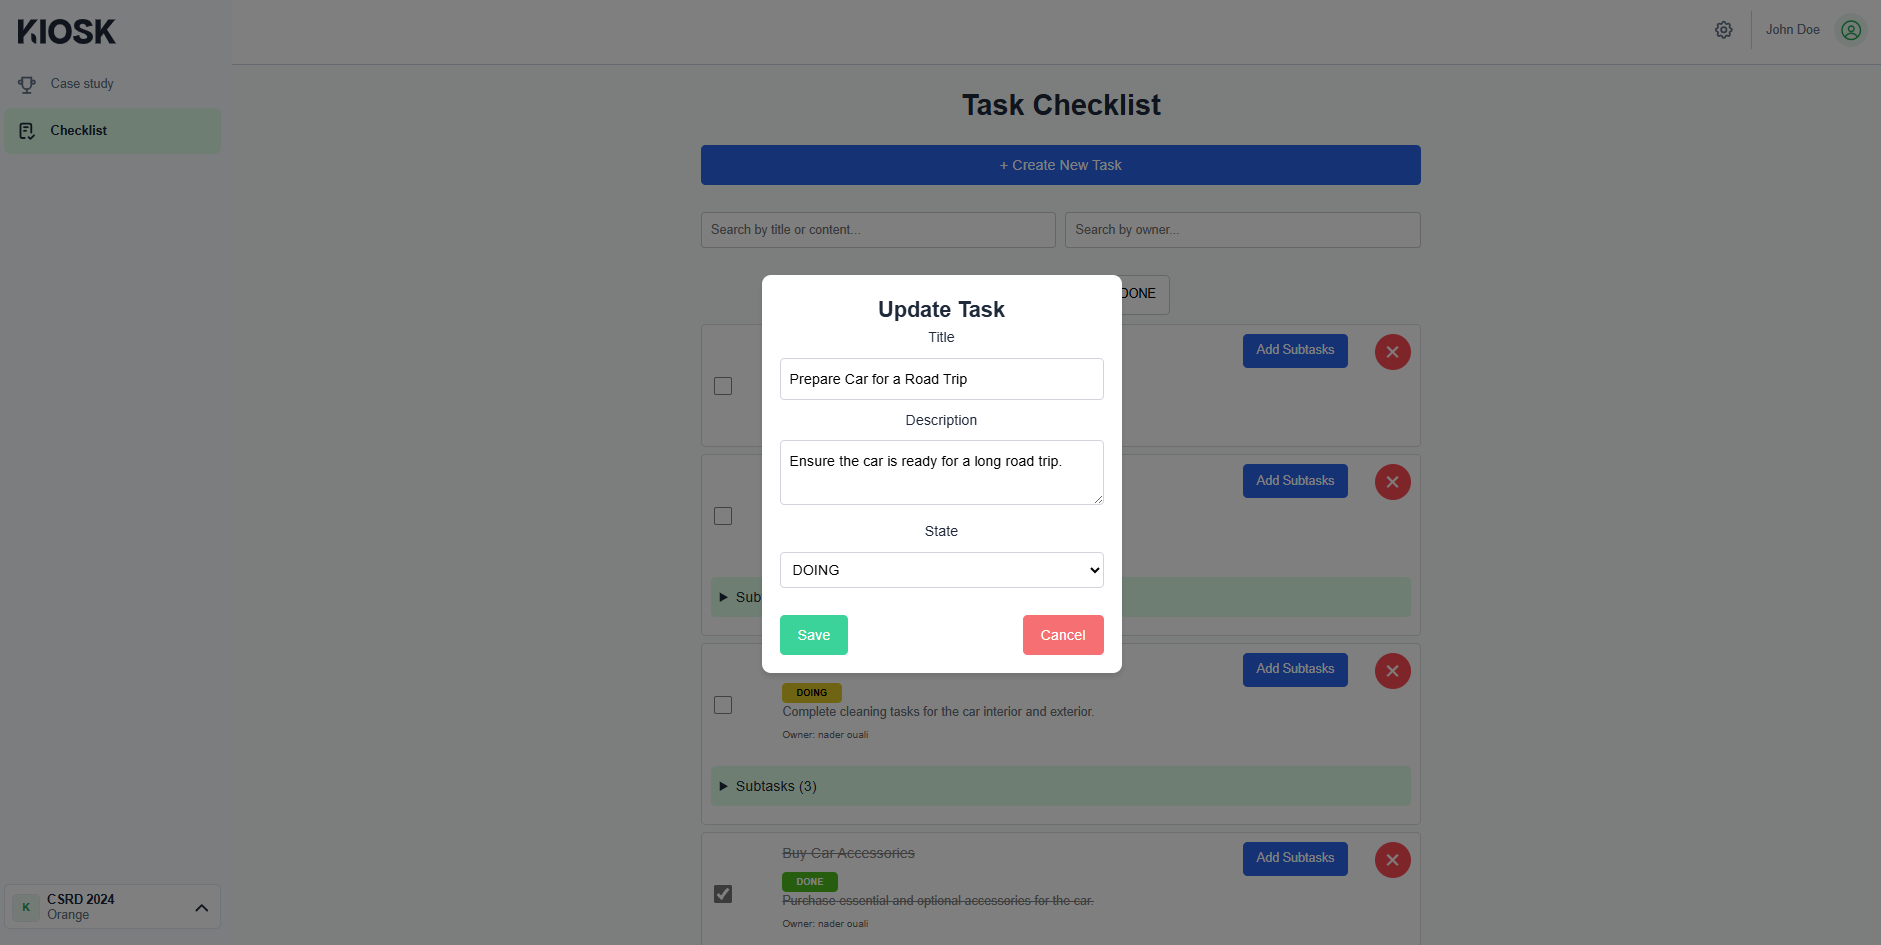 KIOSK
John Doe
Case study
Checklist
Task Checklist
+ Create New Task
Search by title or content...
Search by owner...
DONE
Update Task
Title
Prepare Car for a Road Trip
Description
Ensure the car is ready for a long road trip.
State
DOING
Save
Cancel
Add Subtasks
Add Subtasks
Sub
Add Subtasks
DOING
Complete cleaning tasks for the car interior and exterior.
Owner: nader ouali
Subtasks (3)
Buy Car Accessories
Add Subtasks
DONE
Purchase essential and optional accessories for the car.
Owner: nader ouali
K
CSRD 2024
Orange